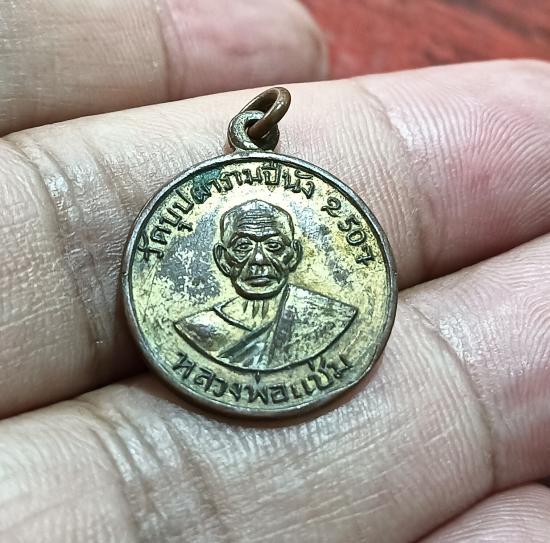 วัดบุปผารามปีนัง ๒๕๐๖
หลวงพ่อแช่ม